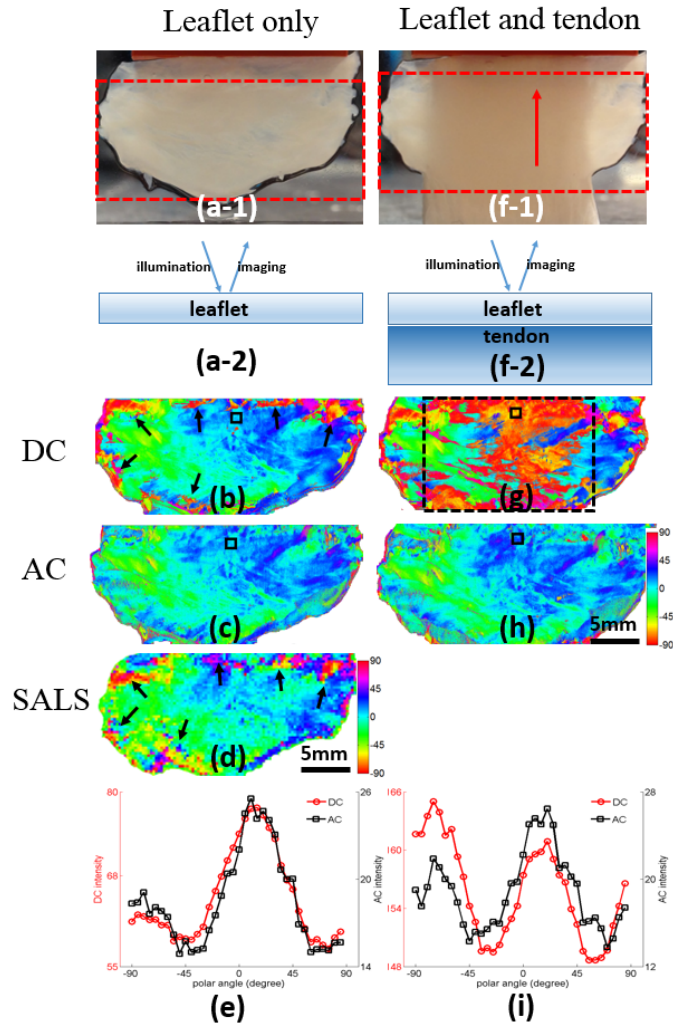 Leaflet only
Leaflet and tendon
(a-1)
(f-1)
illumination
imaging
illumination
imaging
leaflet
leaflet
tendon
(a-2)
(f-2)
DC
(b)
(g)
AC
(c)
(h)
90
45
0
-45
-90
5mm
SALS
(d)
90
45
0
-45
-90
5mm
80
68
55
DC intensity
DC
AC
26
20
14
AC intensity
-90
-45
0
45
90
polar angle (degree)
(e)
166
160
154
148
DC intensity
DC
AC
28
20
12
AC intensity
-90
-45
0
45
90
polar angle (degree)
(i)